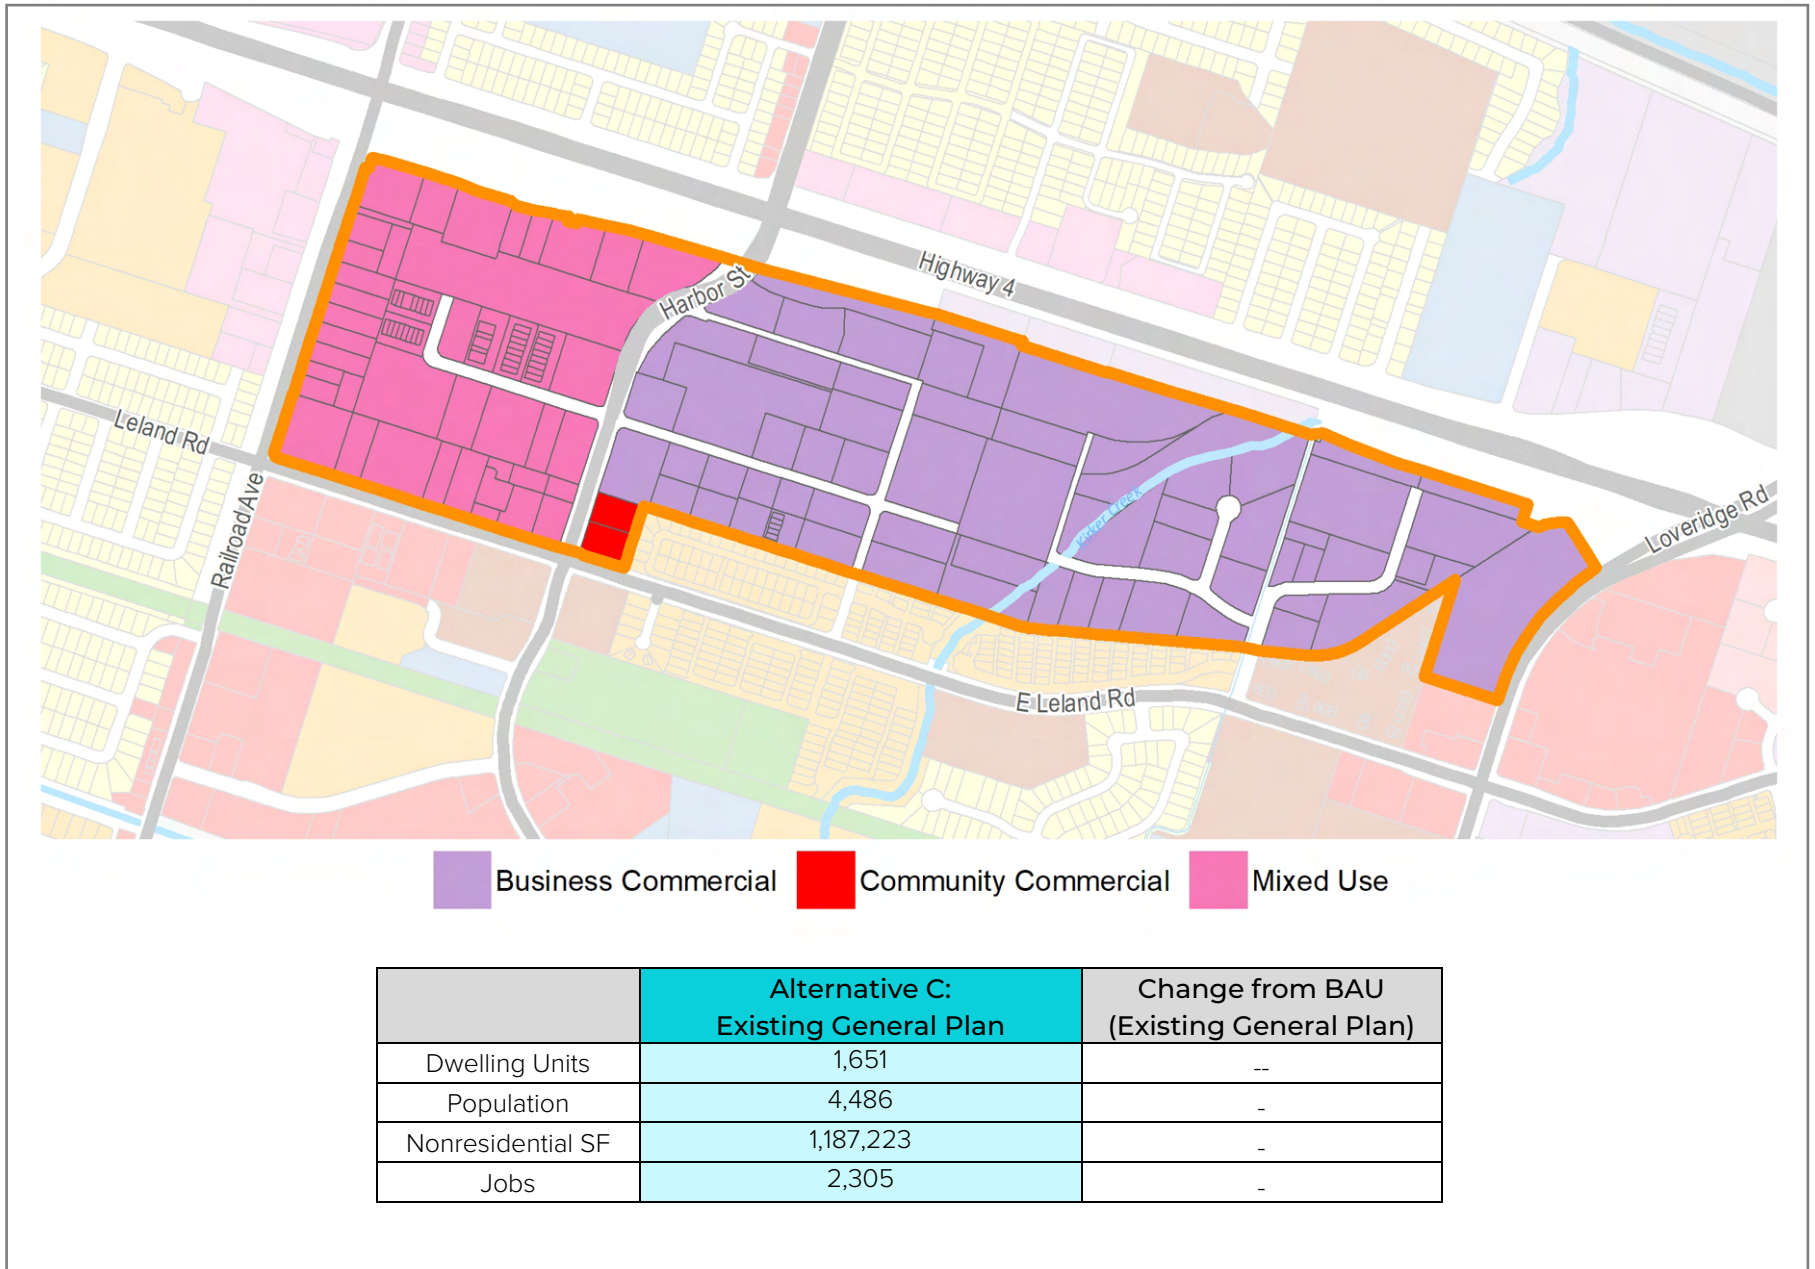 Harbor St
Highway 4
Leland Rd
Railroad Ave
Loveridge Rd
Kirker Creek
E Leland Rd
Business Commercial
Community Commercial
Mixed Use
Alternative C:
Existing General Plan
Change from BAU
(Existing General Plan)
Dwelling Units
1,651
--
Population
4,486
-
Nonresidential SF
1,187,223
-
Jobs
2,305
-